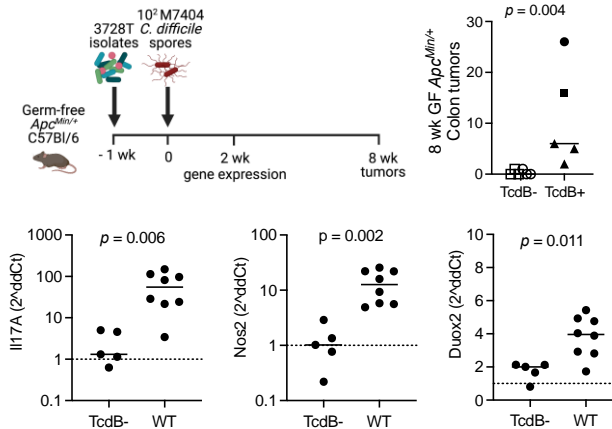 3728T
isolates
10² M7404
C. difficile
spores
Germ-free
Apc^Min/+
C57Bl/6
- 1 wk
0
2 wk
8 wk
gene expression
tumors
p = 0.004
8 wk GF Apc^Min/+
Colon tumors
30
20
10
0
TcdB-
TcdB+
p = 0.006
Il17A (2^ddCt)
1000
100
10
1
0.1
TcdB-
WT
p = 0.002
Nos2 (2^ddCt)
100
10
1
0.1
TcdB-
WT
p = 0.011
Duox2 (2^ddCt)
10
8
6
4
2
0
TcdB-
WT